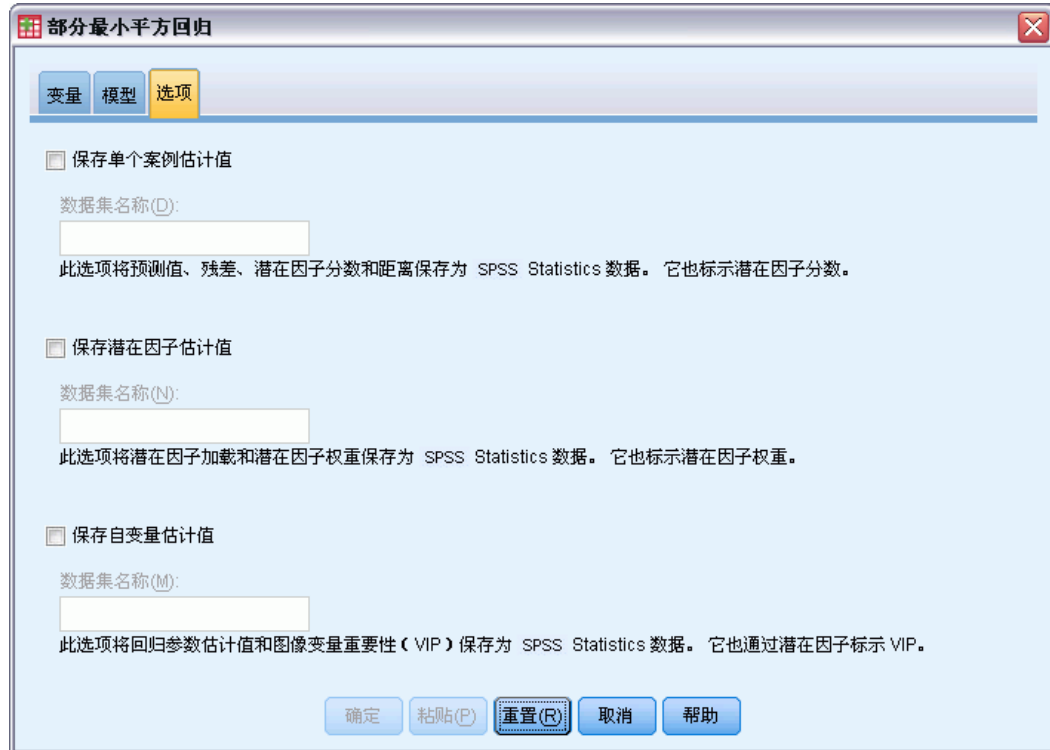 部分最小平方回归
变量 模型 选项
保存单个案例估计值
数据集名称(D):
此选项将预测值、残差、潜在因子分数和距离保存为 SPSS Statistics 数据。 它也标示潜在因子分数。
保存潜在因子估计值
数据集名称(N):
此选项将潜在因子加载和潜在因子权重保存为 SPSS Statistics 数据。 它也标示潜在因子权重。
保存自变量估计值
数据集名称(M):
此选项将回归参数估计值和图像变量重要性（VIP）保存为 SPSS Statistics 数据。 它也通过潜在因子标示 VIP。
确定 粘贴(P) 重置(R) 取消 帮助